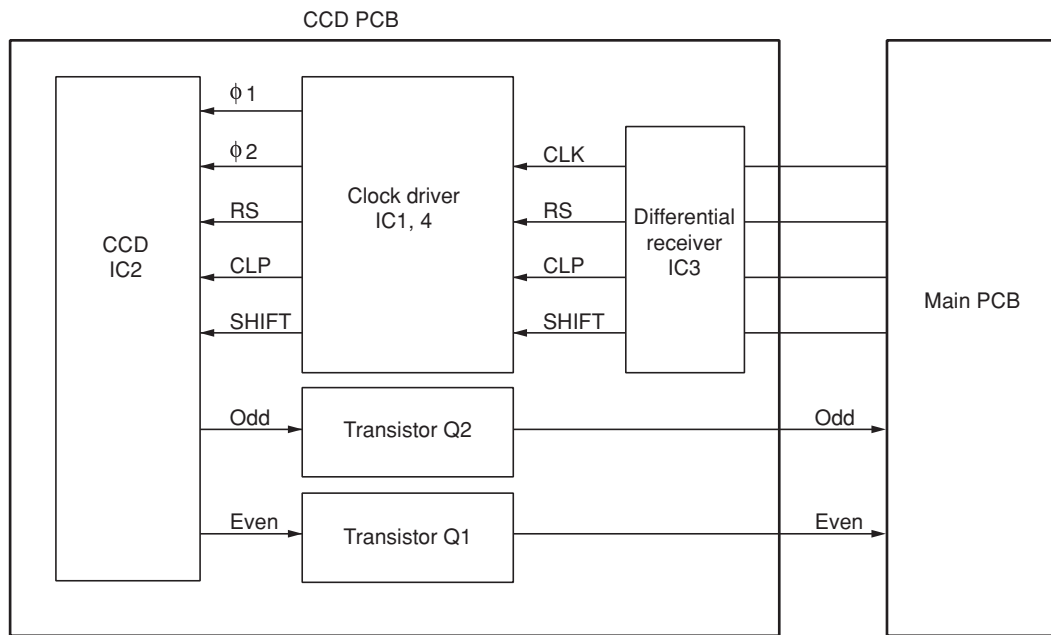 CCD PCB
ϕ1
ϕ2
CLK
RS
Clock driver
IC1, 4
RS
Differential
receiver
IC3
CCD
IC2
CLP
CLP
Main PCB
SHIFT
SHIFT
Odd
Transistor Q2
Odd
Even
Transistor Q1
Even